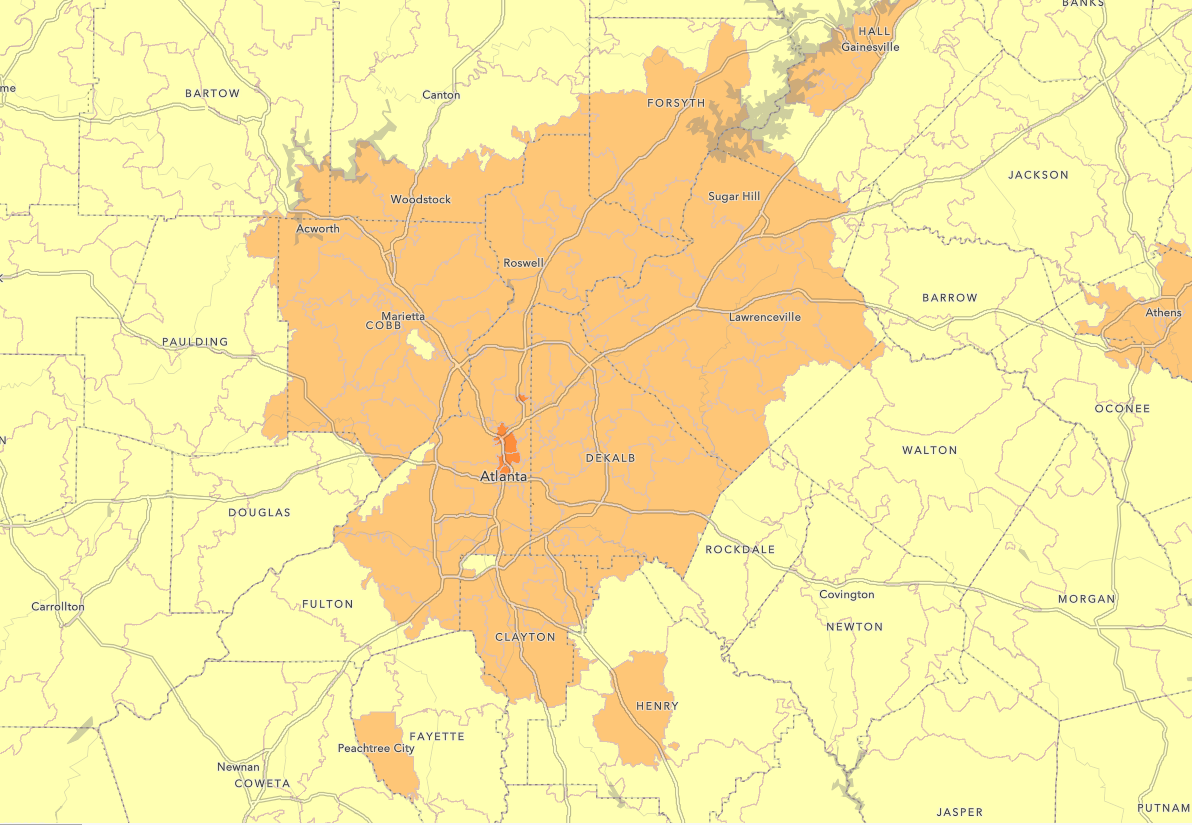 BANKS
HALL
Gainesville
me
BARTOW
Canton
FORSYTH
JACKSON
Woodstock
Sugar Hill
Acworth
Roswell
BARROW
Athens
Marietta
COBB
Lawrenceville
PAULDING
OCONEE
N
WALTON
DEKALB
Atlanta
DOUGLAS
ROCKDALE
Covington
MORGAN
FULTON
Carrollton
NEWTON
CLAYTON
HENRY
FAYETTE
Peachtree City
Newnan
COWETA
JASPER
PUTNAM